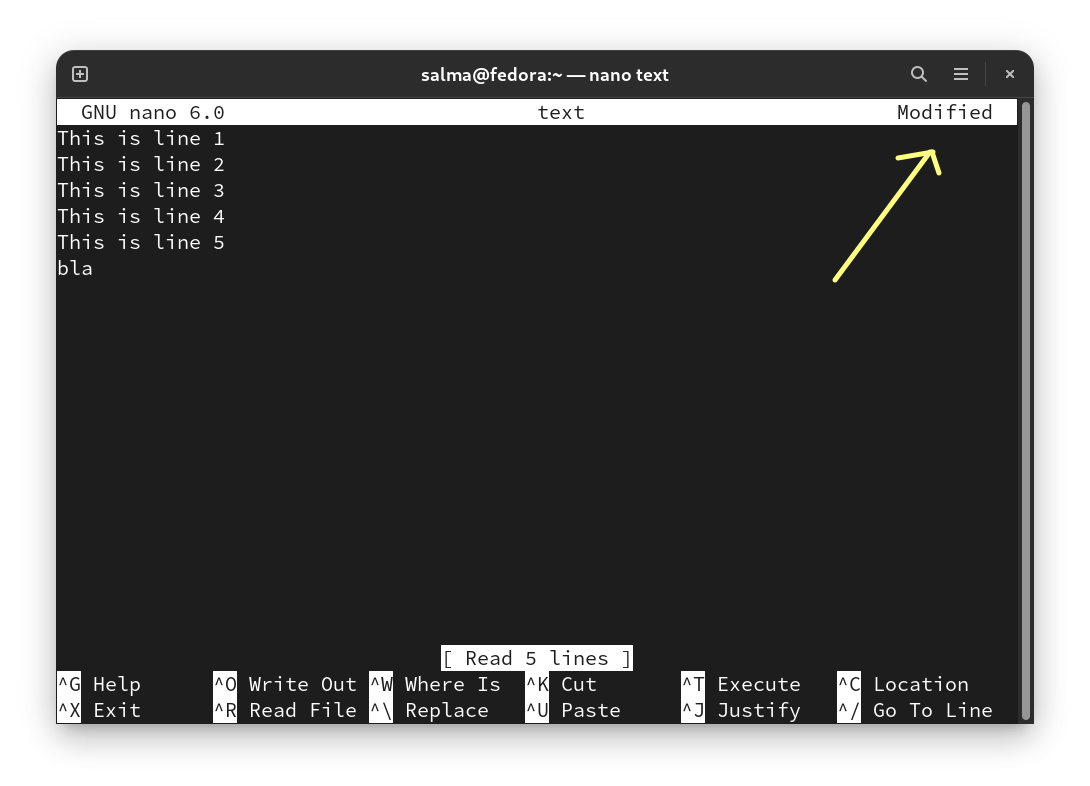 salma@fedora:~ — nano text
GNU nano 6.0 text Modified
This is line 1
This is line 2
This is line 3
This is line 4
This is line 5
bla
[ Read 5 lines ]
^G Help ^O Write Out ^W Where Is ^K Cut ^T Execute ^C Location
^X Exit ^R Read File ^\ Replace ^U Paste ^J Justify ^/ Go To Line